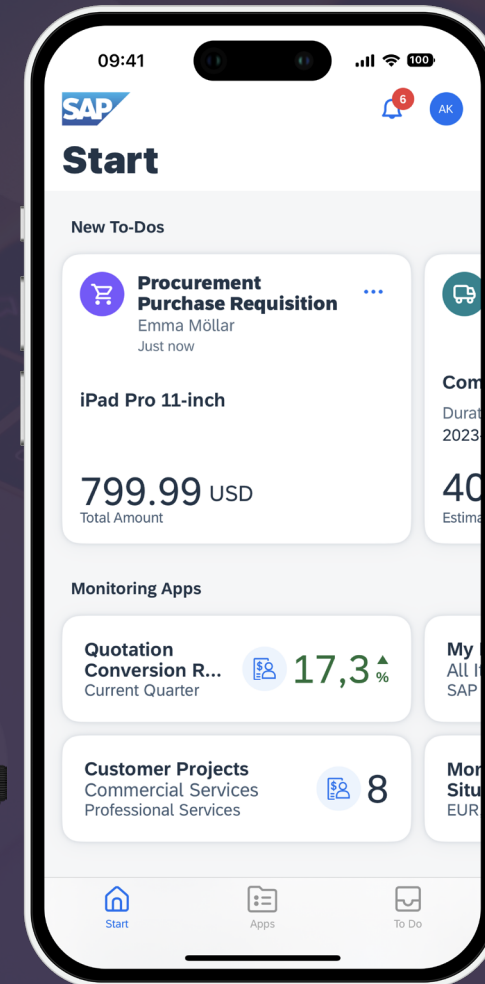 09:41
100
SAP
6
AK
Start
New To-Dos
Procurement
Purchase Requisition
Emma Möllar
Just now
iPad Pro 11-inch
799.99 USD
Total Amount
Com
Durat
2023-
40
Estima
Monitoring Apps
Quotation
Conversion R...
Current Quarter
17,3 %
My
All It
SAP
Customer Projects
Commercial Services
Professional Services
8
Mor
Situ
EUR
Start
Apps
To Do